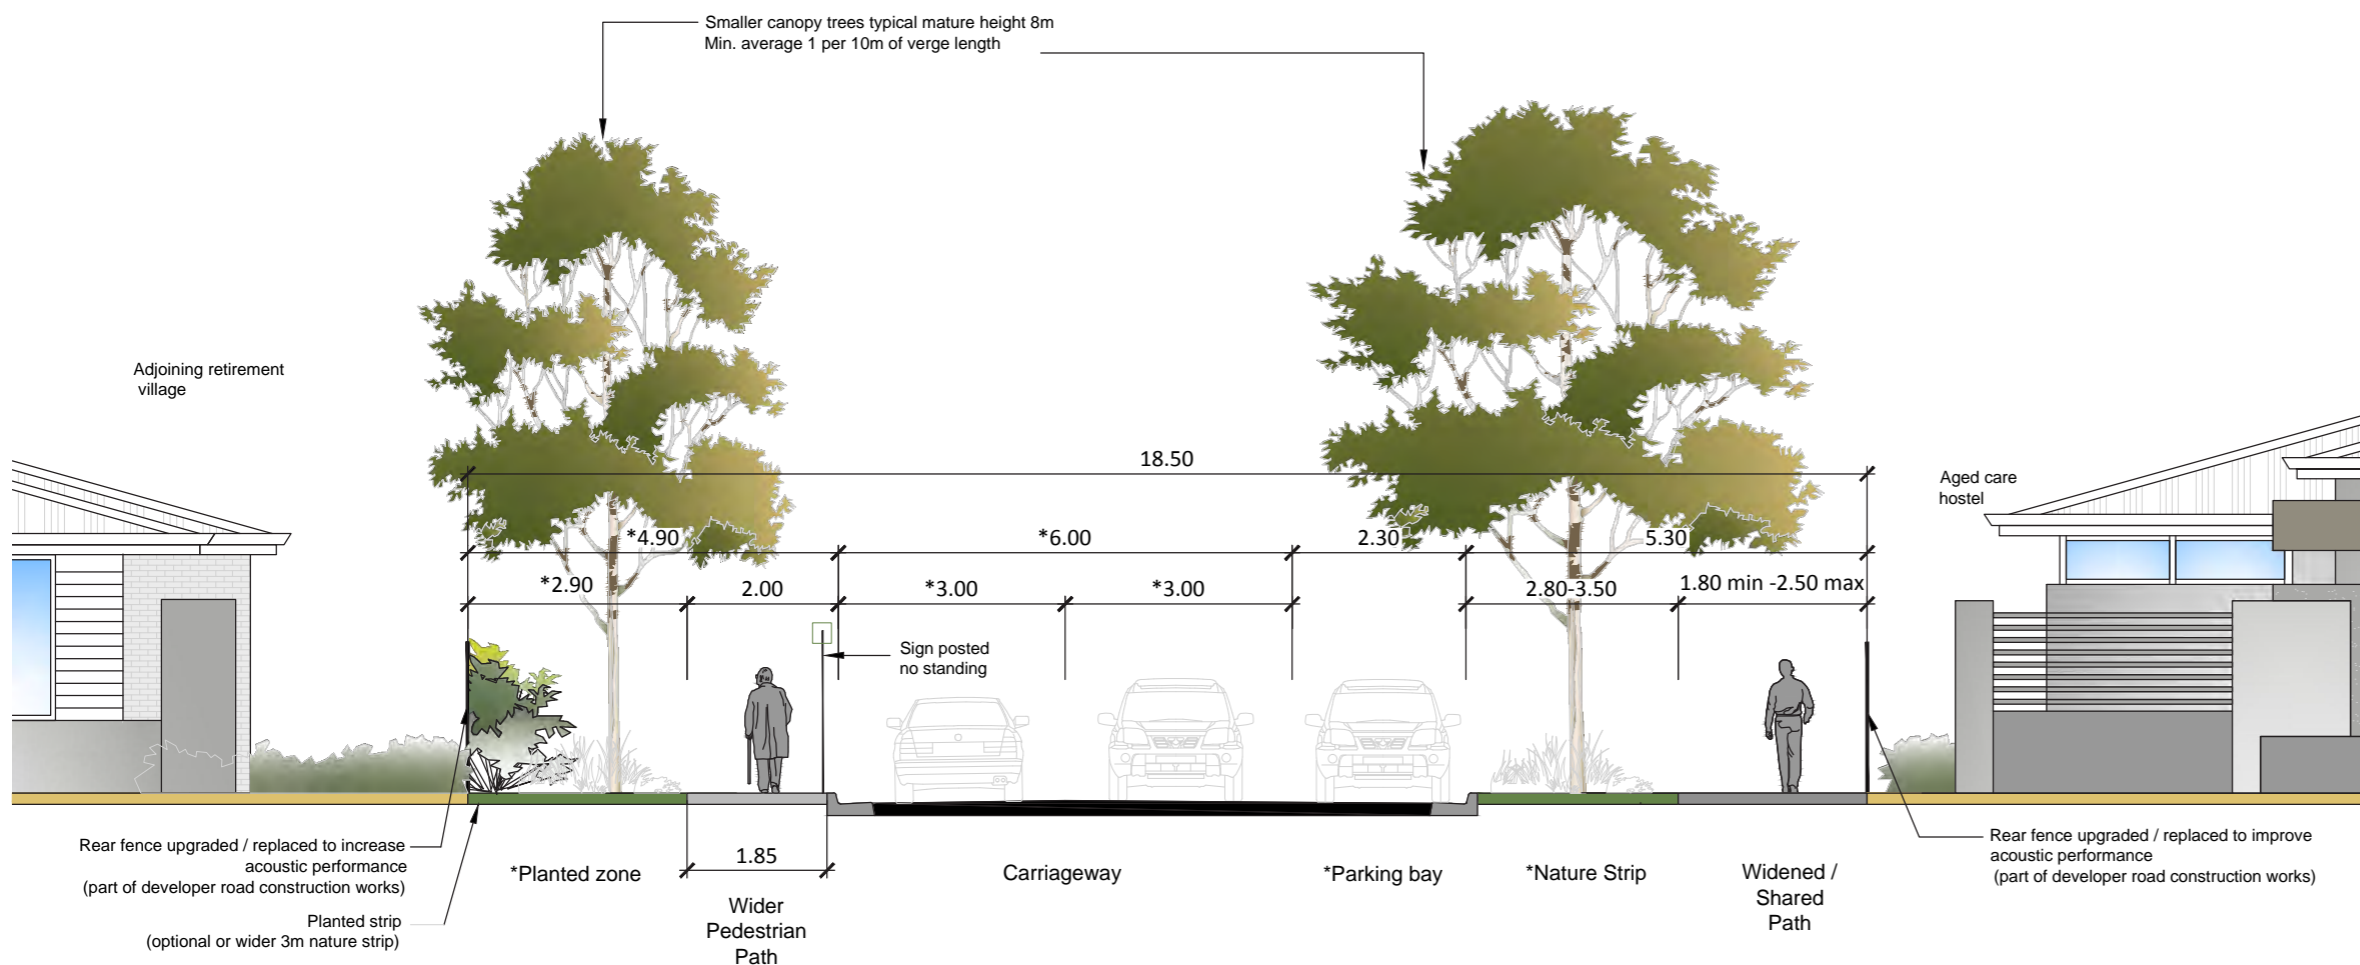 Smaller canopy trees typical mature height 8m
Min. average 1 per 10m of verge length
Adjoining retirement
village
18.50
Aged care
hostel
*4.90
*6.00
2.30
5.30
*2.90
2.00
*3.00
*3.00
2.80-3.50
1.80 min -2.50 max
Sign posted
no standing
Rear fence upgraded / replaced to increase
acoustic performance
(part of developer road construction works)
Planted strip
(optional or wider 3m nature strip)
*Planted zone
1.85
Wider
Pedestrian
Path
Carriageway
*Parking bay
*Nature Strip
Widened /
Shared
Path
Rear fence upgraded / replaced to improve
acoustic performance
(part of developer road construction works)